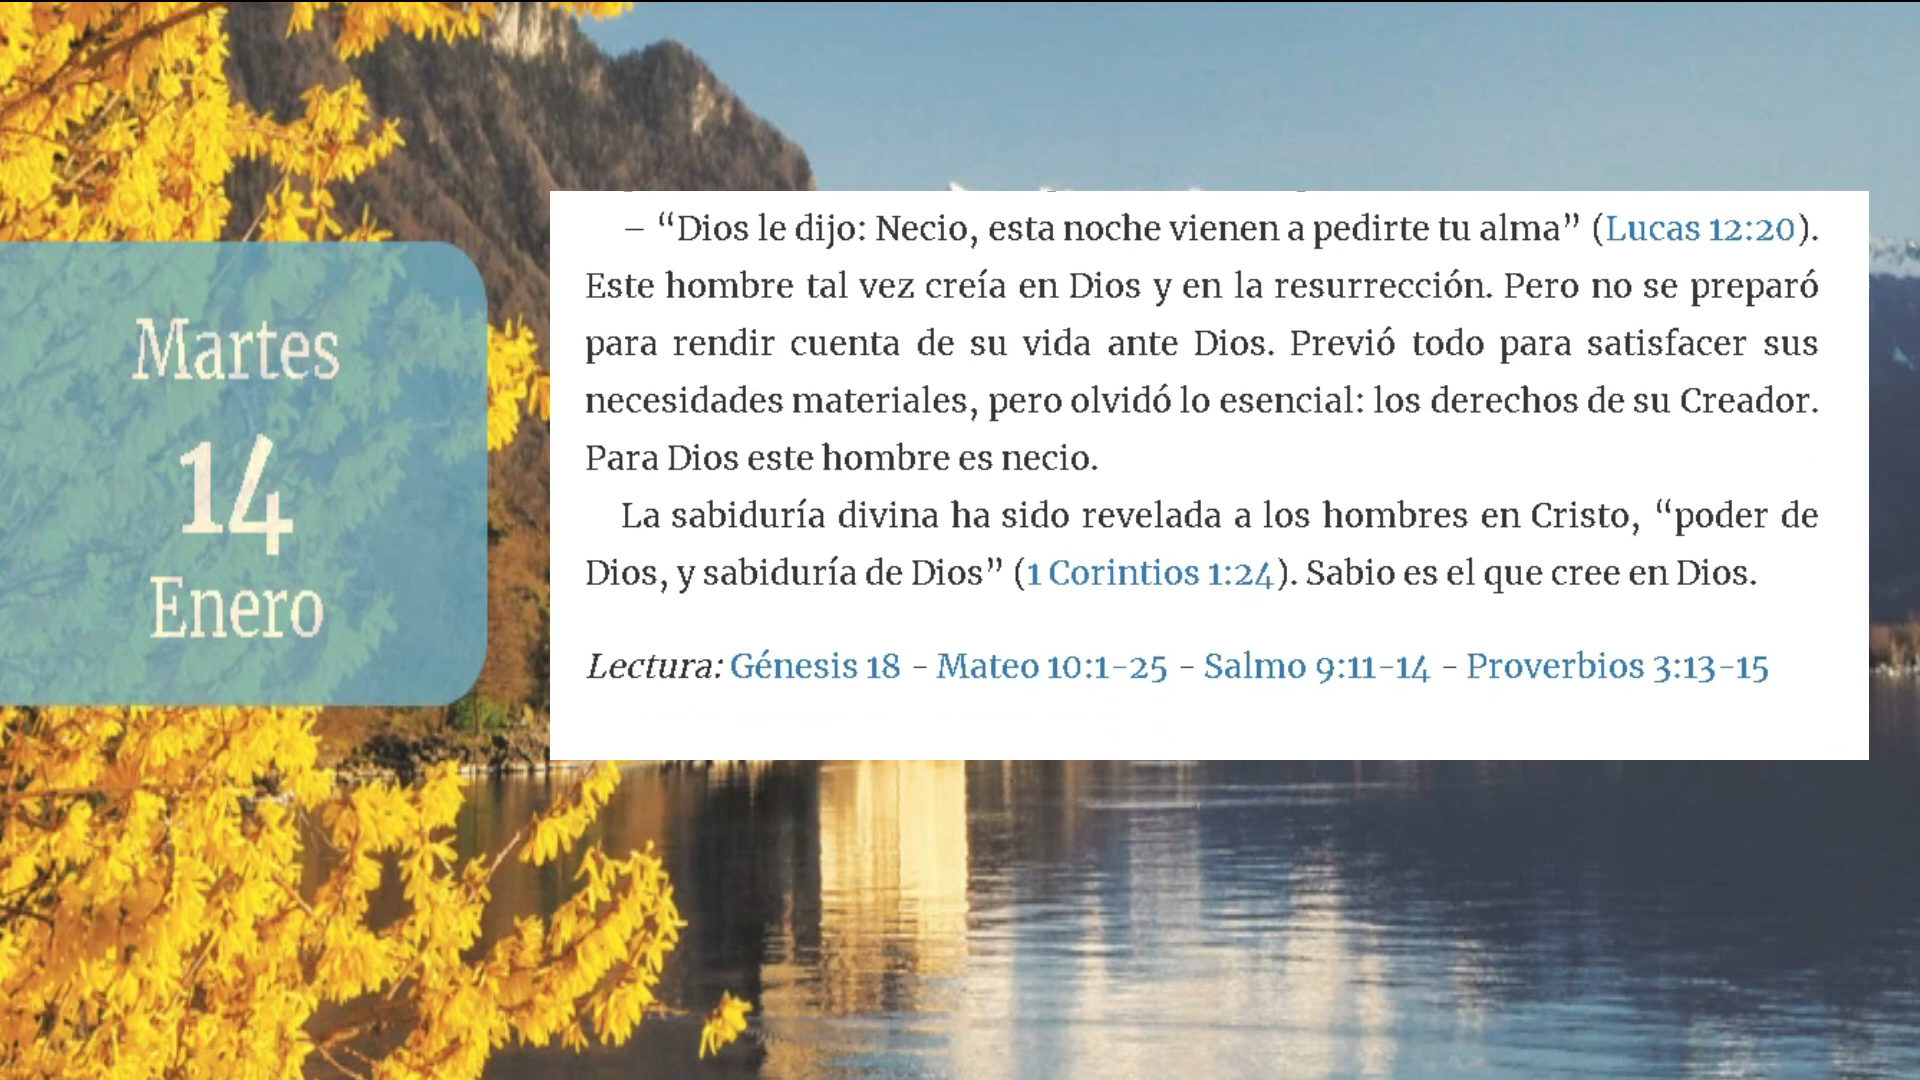 Martes
14
Enero
– “Dios le dijo: Necio, esta noche vienen a pedirte tu alma” (Lucas 12:20).
Este hombre tal vez creía en Dios y en la resurrección. Pero no se preparó
para rendir cuenta de su vida ante Dios. Previó todo para satisfacer sus
necesidades materiales, pero olvidó lo esencial: los derechos de su Creador.
Para Dios este hombre es necio.
La sabiduría divina ha sido revelada a los hombres en Cristo, “poder de
Dios, y sabiduría de Dios” (1 Corintios 1:24). Sabio es el que cree en Dios.
Lectura: Génesis 18 - Mateo 10:1-25 - Salmo 9:11-14 - Proverbios 3:13-15